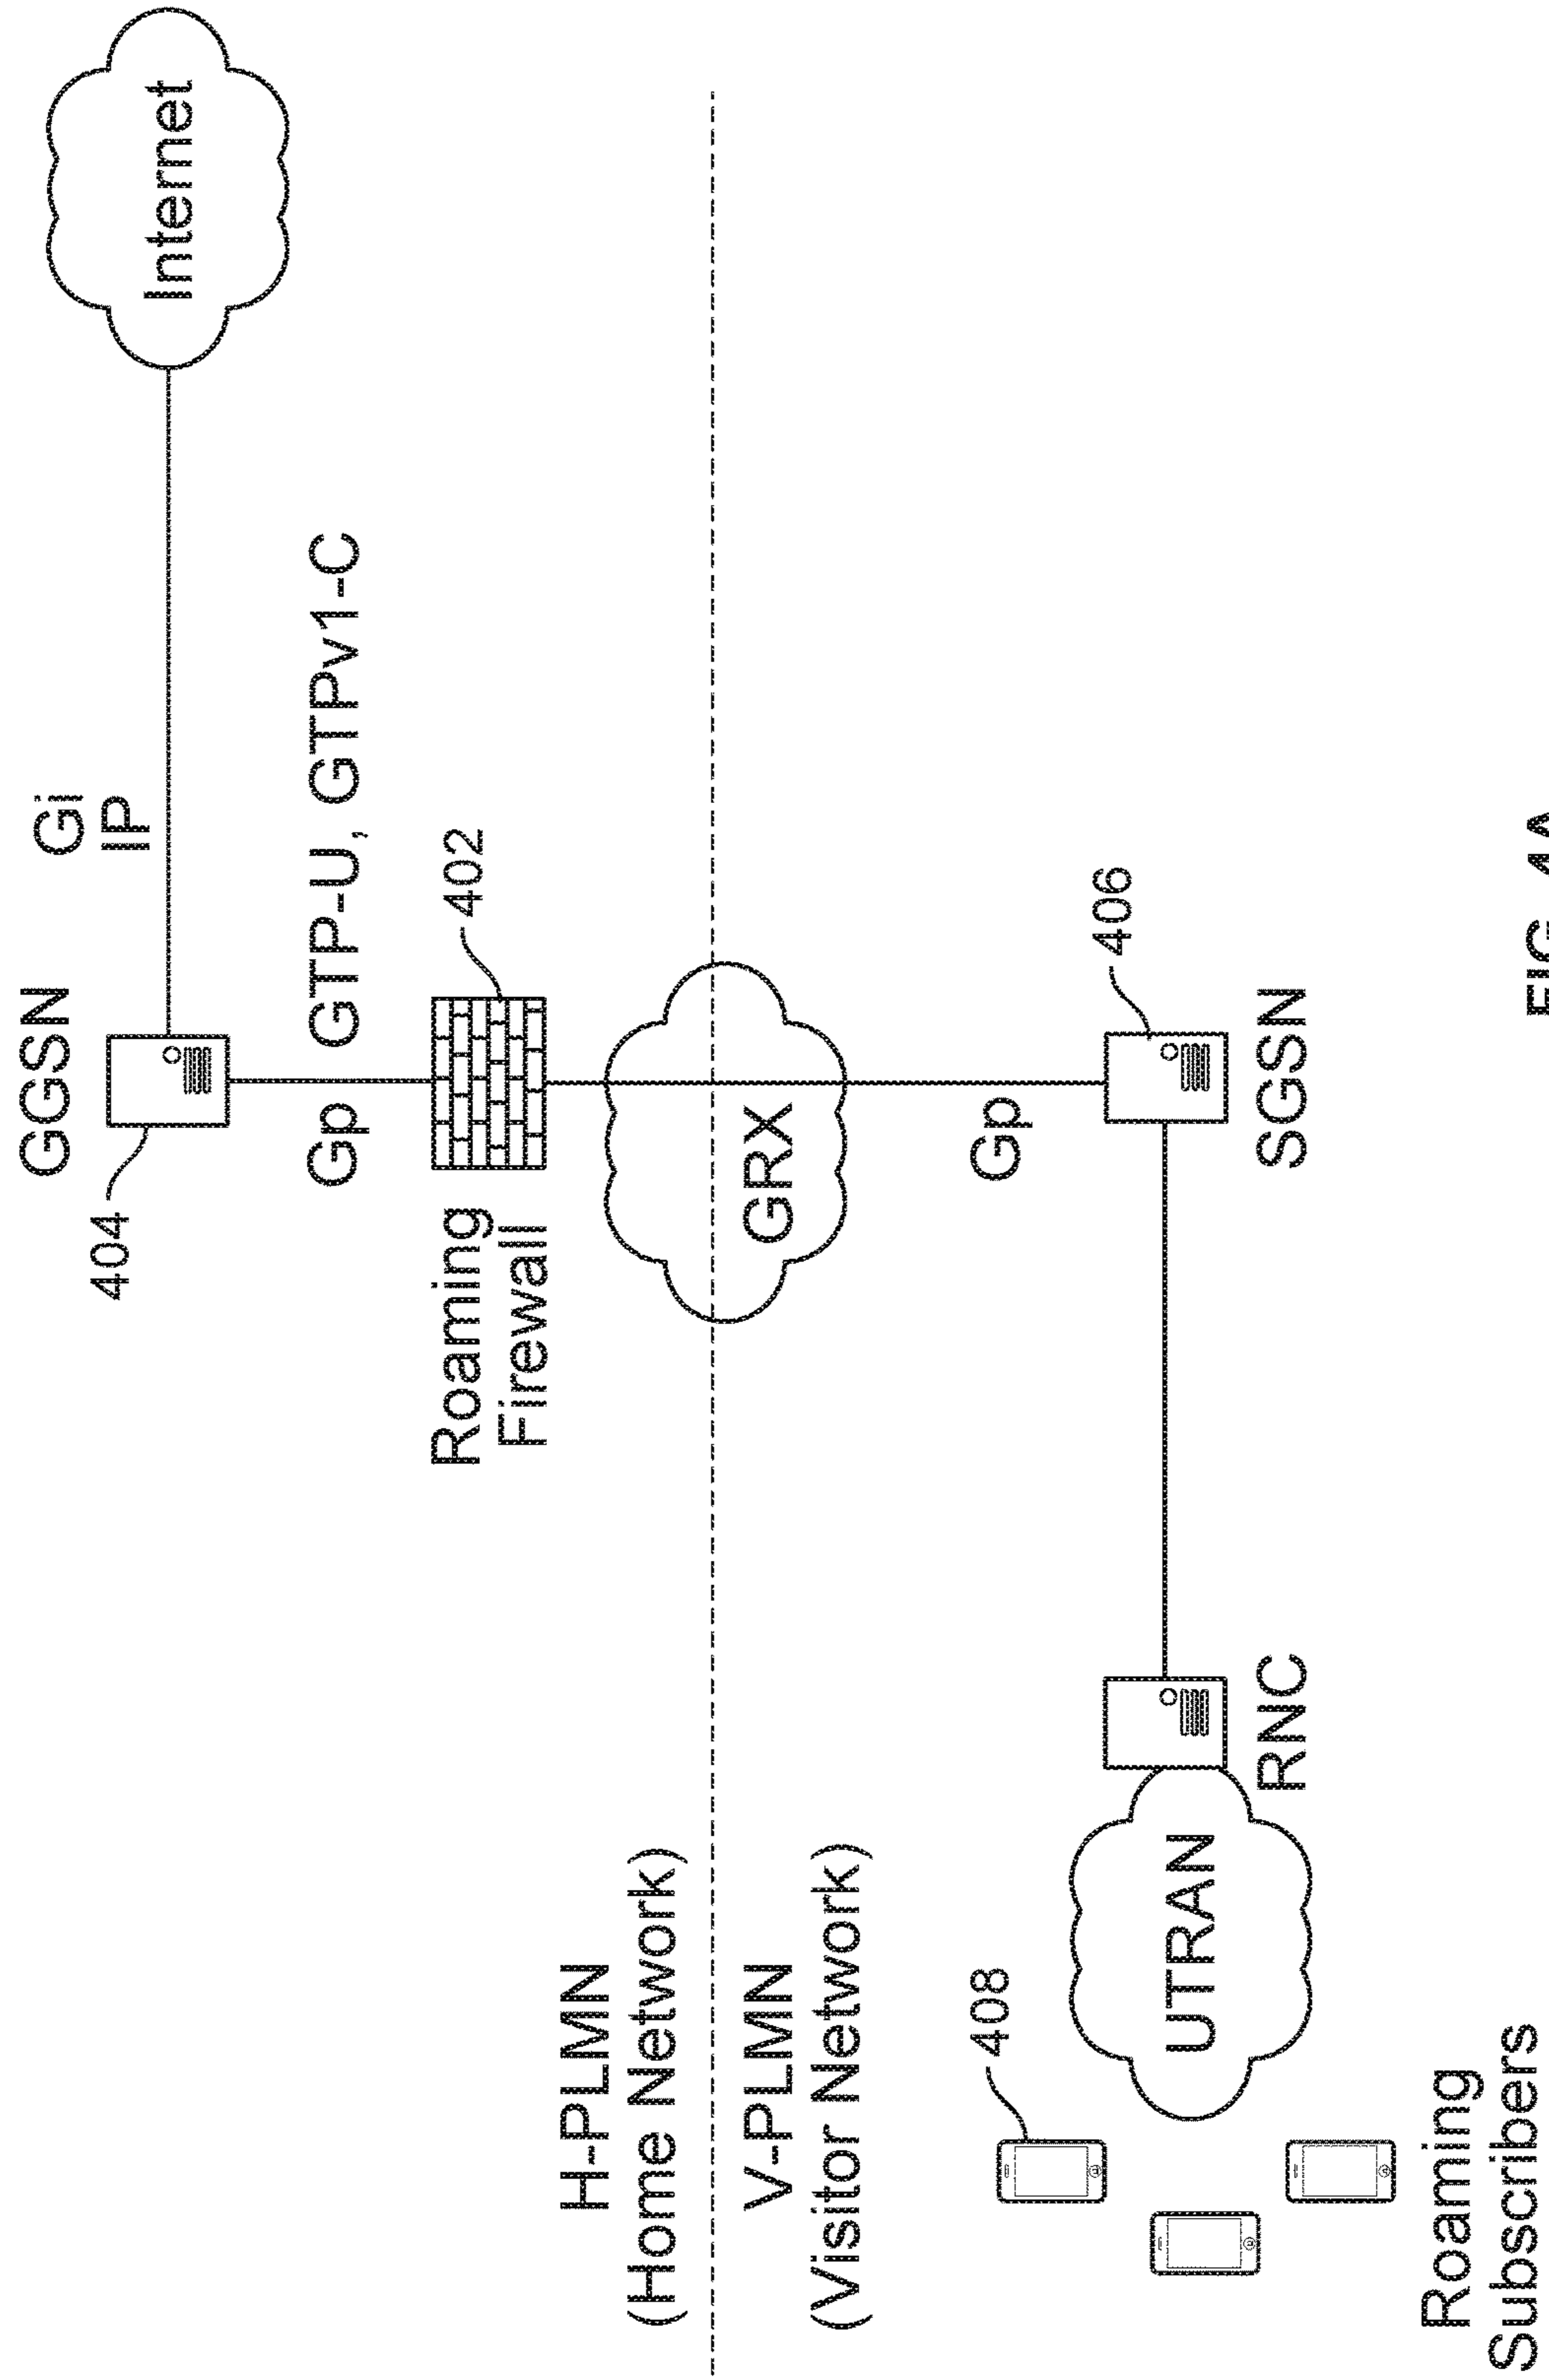 GGSN
404
Gi
IP
Internet
Gp
GTP-U, GTPv1-C
402
Roaming
Firewall
H-PLMN
(Home Network)
V-PLMN
(Visitor Network)
GRX
Gp
408
406
UTRAN
RNC
SGSN
Roaming
Subscribers